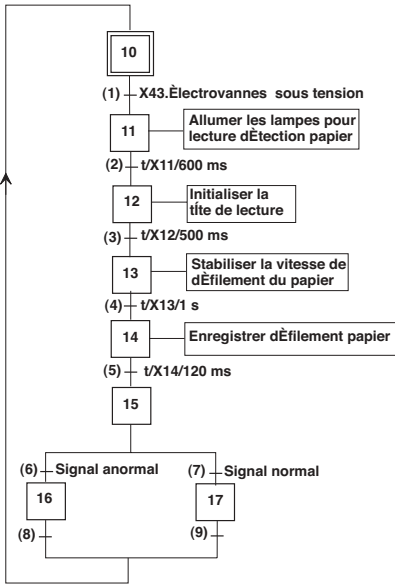 10
(1) X43.Èlectrovannes sous tension
11
Allumer les lampes pour
lecture dÈtection papier
(2) t/X11/600 ms
12
Initialiser la
tÍte de lecture
(3) t/X12/500 ms
13
Stabiliser la vitesse de
dÈfilement du papier
(4) t/X13/1 s
14
Enregistrer dÈfilement papier
(5) t/X14/120 ms
15
(6) Signal anormal
(7) Signal normal
16
17
(8)
(9)